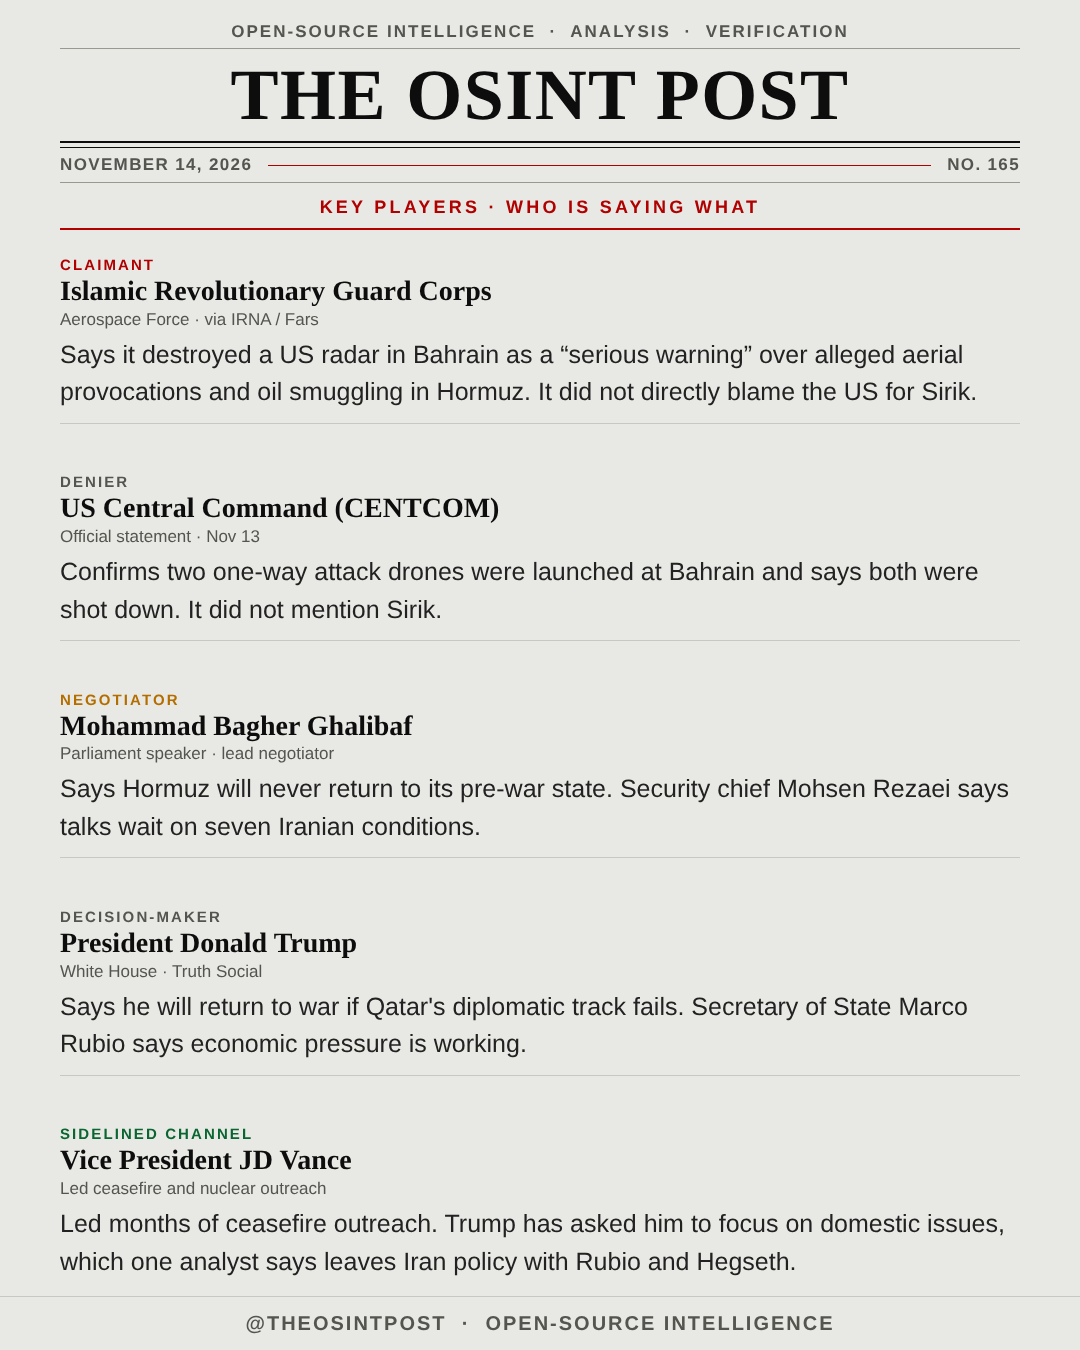 OPEN-SOURCE INTELLIGENCE · ANALYSIS · VERIFICATION
THE OSINT POST
NOVEMBER 14, 2026 NO. 165
KEY PLAYERS · WHO IS SAYING WHAT
CLAIMANT
Islamic Revolutionary Guard Corps
Aerospace Force · via IRNA / Fars
Says it destroyed a US radar in Bahrain as a “serious warning” over alleged aerial
provocations and oil smuggling in Hormuz. It did not directly blame the US for Sirik.
DENIER
US Central Command (CENTCOM)
Official statement · Nov 13
Confirms two one-way attack drones were launched at Bahrain and says both were
shot down. It did not mention Sirik.
NEGOTIATOR
Mohammad Bagher Ghalibaf
Parliament speaker · lead negotiator
Says Hormuz will never return to its pre-war state. Security chief Mohsen Rezaei says
talks wait on seven Iranian conditions.
DECISION-MAKER
President Donald Trump
White House · Truth Social
Says he will return to war if Qatar's diplomatic track fails. Secretary of State Marco
Rubio says economic pressure is working.
SIDELINED CHANNEL
Vice President JD Vance
Led ceasefire and nuclear outreach
Led months of ceasefire outreach. Trump has asked him to focus on domestic issues,
which one analyst says leaves Iran policy with Rubio and Hegseth.
@THEOSINTPOST · OPEN-SOURCE INTELLIGENCE